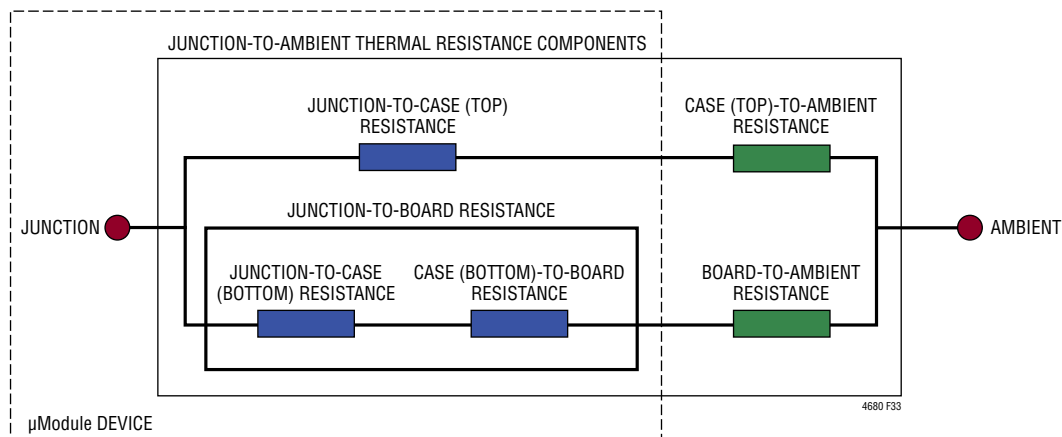 JUNCTION-TO-AMBIENT THERMAL RESISTANCE COMPONENTS
JUNCTION-TO-CASE (TOP)
RESISTANCE
CASE (TOP)-TO-AMBIENT
RESISTANCE
JUNCTION-TO-BOARD RESISTANCE
JUNCTION
AMBIENT
JUNCTION-TO-CASE
(BOTTOM) RESISTANCE
CASE (BOTTOM)-TO-BOARD
RESISTANCE
BOARD-TO-AMBIENT
RESISTANCE
4680 F33
µModule DEVICE